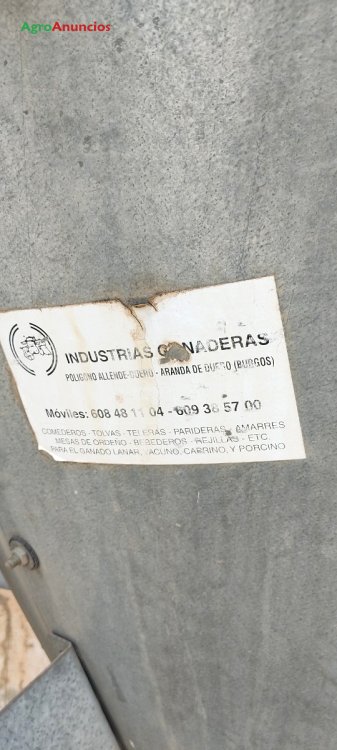 AgroAnuncios
INDUSTRIAS GANADERAS
POLIGONO ALLENDE-DUERO - ARANDA DE DUERO (BURGOS)
Móviles: 608 48 11 04 - 609 38 57 00
COMEDEROS - TOLVAS - TELERAS - PARIDERAS - AMARRES
MESAS DE ORDEÑO - BEBEDEROS - REJILLAS - ETC.
PARA EL GANADO LANAR, VACUNO, CABRINO, Y PORCINO